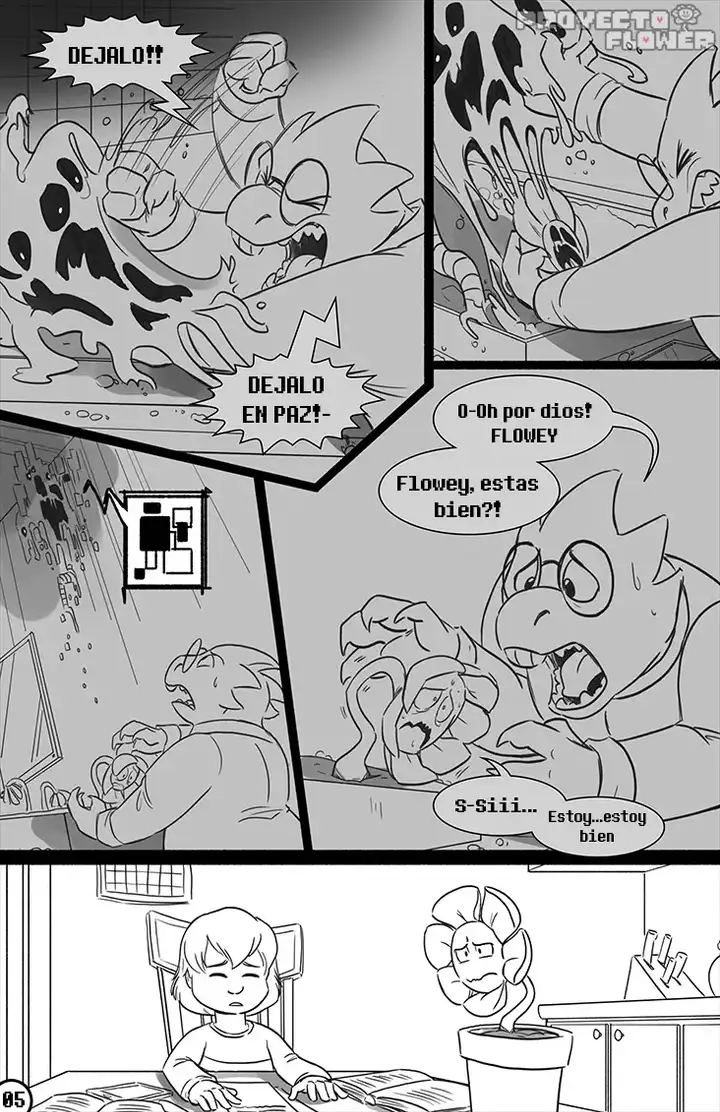 PROYECTO
FLOWER
DEJALO!!
DEJALO
EN PAZ!-
O-Oh por dios!
FLOWEY
Flowey, estas
bien?!
S-Siii...
Estoy...estoy
bien
05